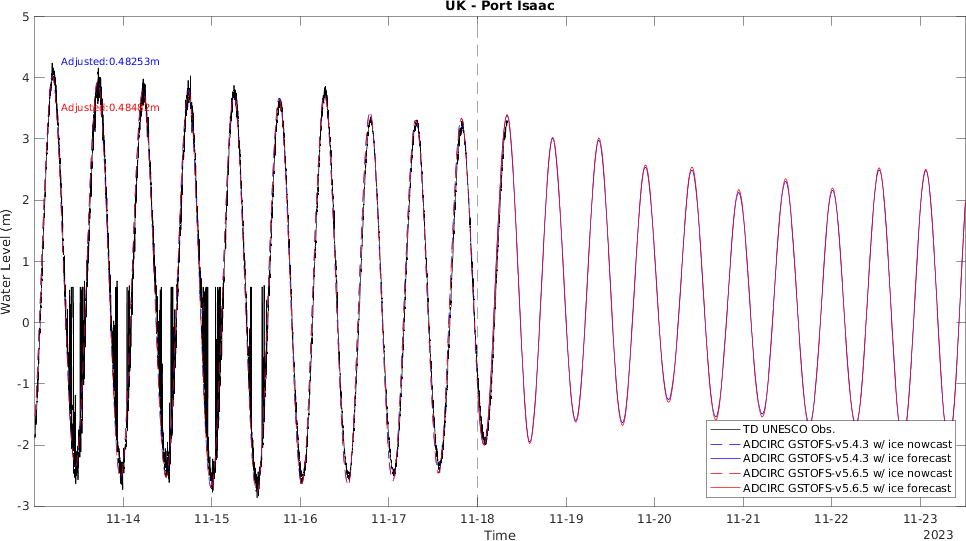 UK - Port Isaac
Adjusted:0.48253m
Adjusted:0.48482m
Water Level (m)
5
4
3
2
1
0
-1
-2
-3
11-14
11-15
11-16
11-17
11-18
11-19
11-20
11-21
11-22
11-23
Time
2023
TD UNESCO Obs.
ADCIRC GSTOFS-v5.4.3 w/ ice nowcast
ADCIRC GSTOFS-v5.4.3 w/ ice forecast
ADCIRC GSTOFS-v5.6.5 w/ ice nowcast
ADCIRC GSTOFS-v5.6.5 w/ ice forecast